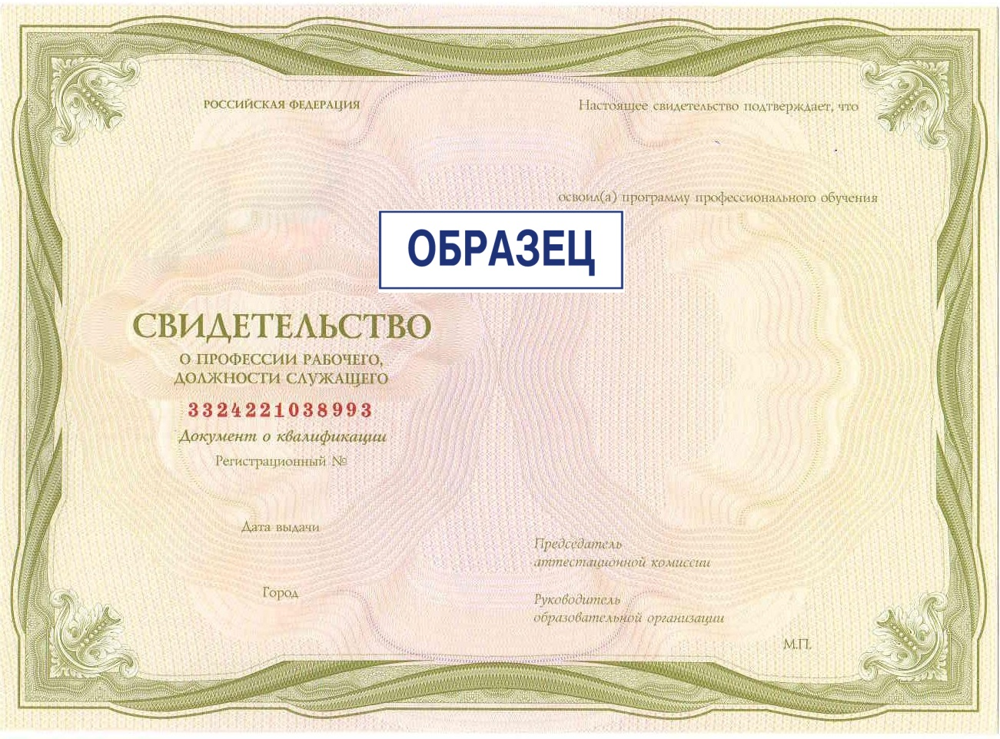 РОССИЙСКАЯ ФЕДЕРАЦИЯ
СВИДЕТЕЛЬСТВО
О ПРОФЕССИИ РАБОЧЕГО,
ДОЛЖНОСТИ СЛУЖАЩЕГО
3324221038993
Документ о квалификации
Регистрационный №
Дата выдачи
Город
ОБРАЗЕЦ
Настоящее свидетельство подтверждает, что
освоил(а) программу профессионального обучения
Председатель
аттестационной комиссии
Руководитель
образовательной организации
М.П.